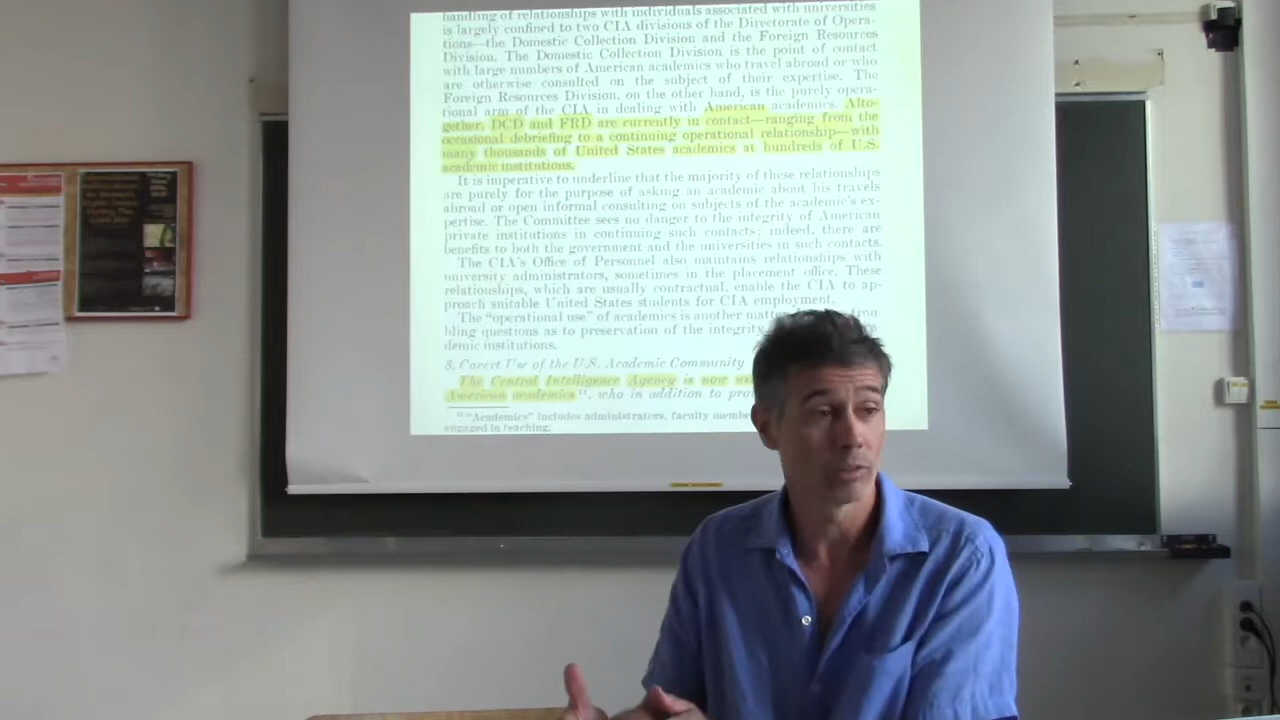 handling of relationships with individuals associated with universities
is largely confined to two CIA divisions of the Directorate of Opera-
tions—the Domestic Collection Division and the Foreign Resources
Division. The Domestic Collection Division is the point of contact
with large numbers of American academics who travel abroad or who
are otherwise consulted on the subject of their expertise. The
Foreign Resources Division, on the other hand, is the purely opera-
tional arm of the CIA in dealing with American academics. Alto-
gether, DCD and FRD are currently in contact—ranging from the
occasional debriefing to a continuing operational relationship—with
many thousands of United States academics at hundreds of U.S.
academic institutions.
It is imperative to underline that the majority of these relationships
are purely for the purpose of asking an academic about his travels
abroad or open informal consulting on subjects of the academic's ex-
pertise. The Committee sees no danger to the integrity of American
private institutions in continuing such contacts; indeed, there are
benefits to both the government and the universities in such contacts.
The CIA's Office of Personnel also maintains relationships with
university administrators, sometimes in the placement office. These
relationships, which are usually contractual, enable the CIA to ap-
proach suitable United States students for CIA employment.
The "operational use" of academics is another
bling questions as to preservation of the integrity
demic institutions.
8. Covert Use of the U.S. Academic Community
The Central Intelligence Agency is now
American academics, who in addition to
"Academics" includes administrators, faculty
engaged in teaching.